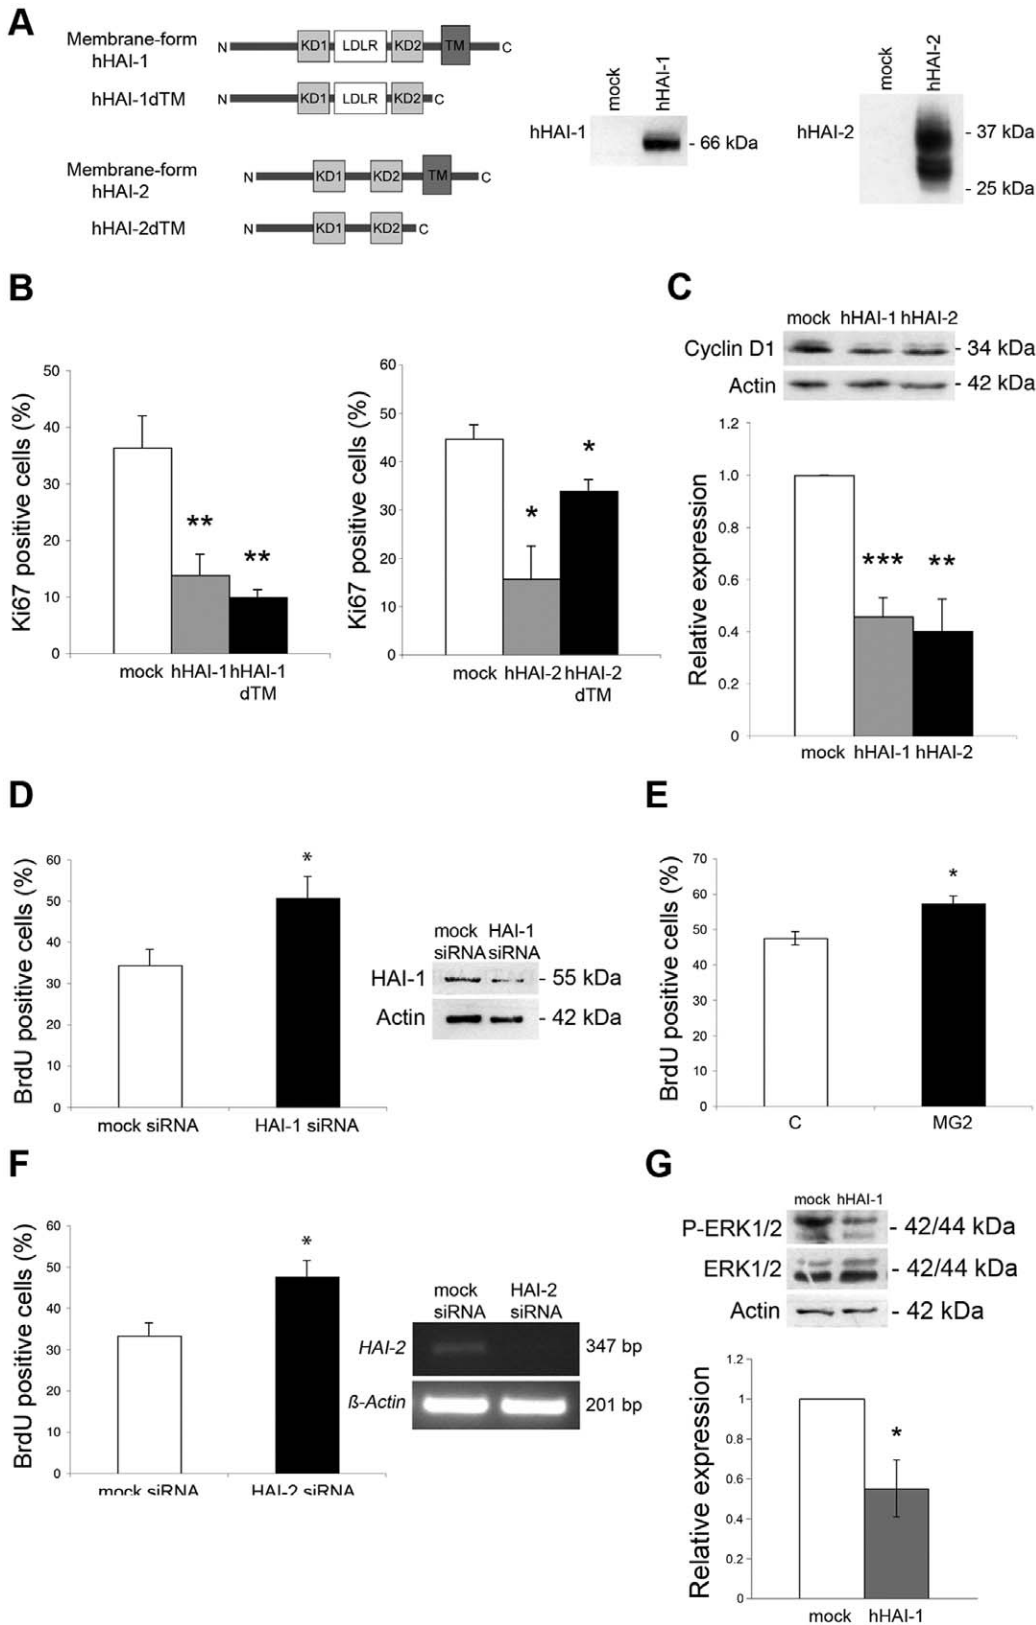 A
Membrane-form
hHAI-1
N KD1 LDLR KD2 TM C
hHAI-1dTM
N KD1 LDLR KD2 C
Membrane-form
hHAI-2
N KD1 KD2 TM C
hHAI-2dTM
N KD1 KD2 C
mock hHAI-1
hHAI-1 - 66 kDa
mock hHAI-2
hHAI-2 - 37 kDa
- 25 kDa
B
Ki67 positive cells (%)
50
40
30
20
10
0
**
**
mock hHAI-1 hHAI-1
dTM
Ki67 positive cells (%)
60
50
40
30
20
10
0
*
*
mock hHAI-2 hHAI-2
dTM
C
mock hHAI-1 hHAI-2
Cyclin D1 - 34 kDa
Actin - 42 kDa
Relative expression
1.2
1
0.8
0.6
0.4
0.2
0
*** **
mock hHAI-1 hHAI-2
D
BrdU positive cells (%)
60
50
40
30
20
10
0
*
mock siRNA HAI-1 siRNA
mock HAI-1
siRNA siRNA
HAI-1 - 55 kDa
Actin - 42 kDa
E
BrdU positive cells (%)
70
60
50
40
30
20
10
0
*
C MG2
F
BrdU positive cells (%)
60
50
40
30
20
10
0
*
mock siRNA HAI-2 siRNA
mock HAI-2
siRNA siRNA
HAI-2 347 bp
ß-Actin 201 bp
G
mock hHAI-1
P-ERK1/2 - 42/44 kDa
ERK1/2 - 42/44 kDa
Actin - 42 kDa
Relative expression
1.2
1
0.8
0.6
0.4
0.2
0
*
mock hHAI-1